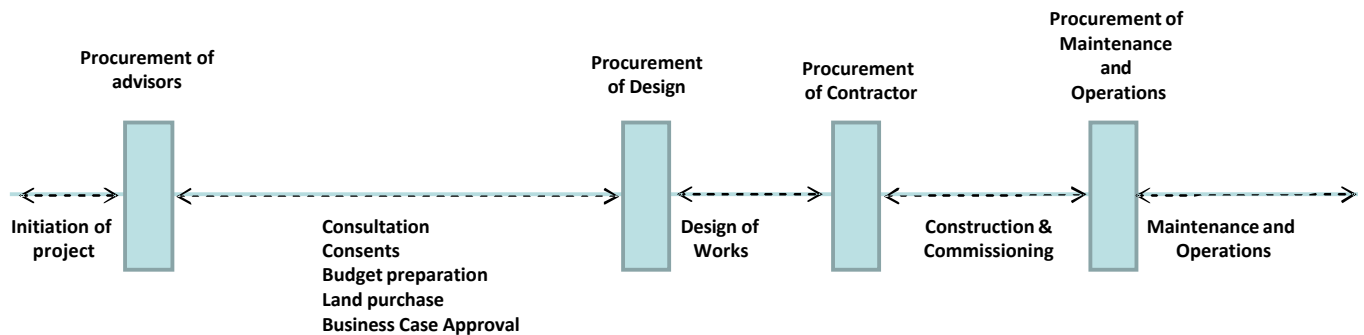 Procurement of
advisors
Procurement
of Design
Procurement
of Contractor
Procurement of
Maintenance
and
Operations
Initiation of
project
Consultation
Consents
Budget preparation
Land purchase
Business Case Approval
Design of
Works
Construction &
Commissioning
Maintenance and
Operations